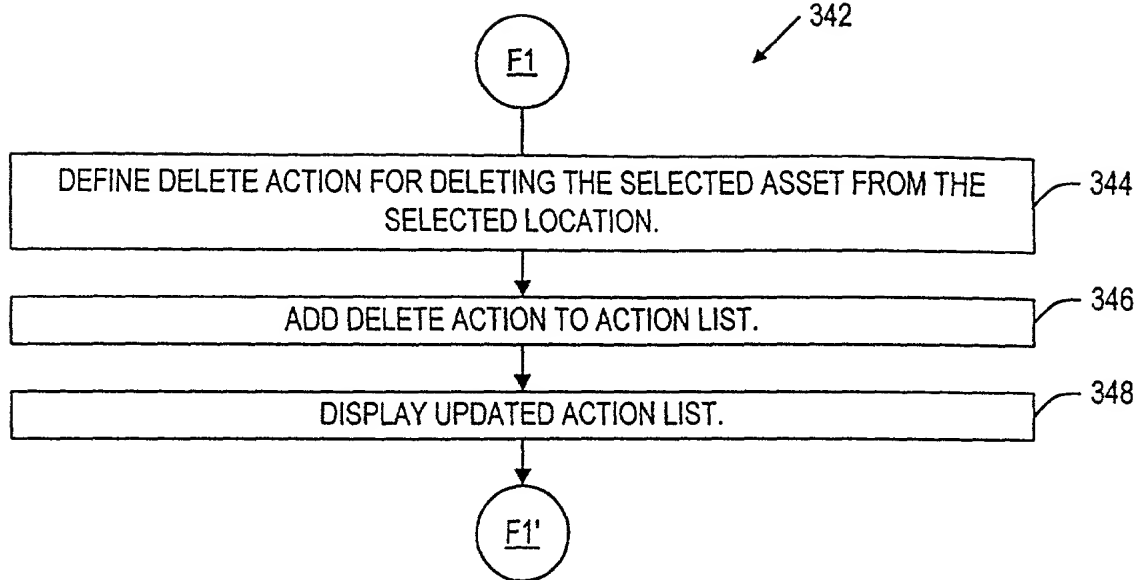 342
F1
DEFINE DELETE ACTION FOR DELETING THE SELECTED ASSET FROM THE
SELECTED LOCATION.
344
ADD DELETE ACTION TO ACTION LIST.
346
DISPLAY UPDATED ACTION LIST.
348
F1'